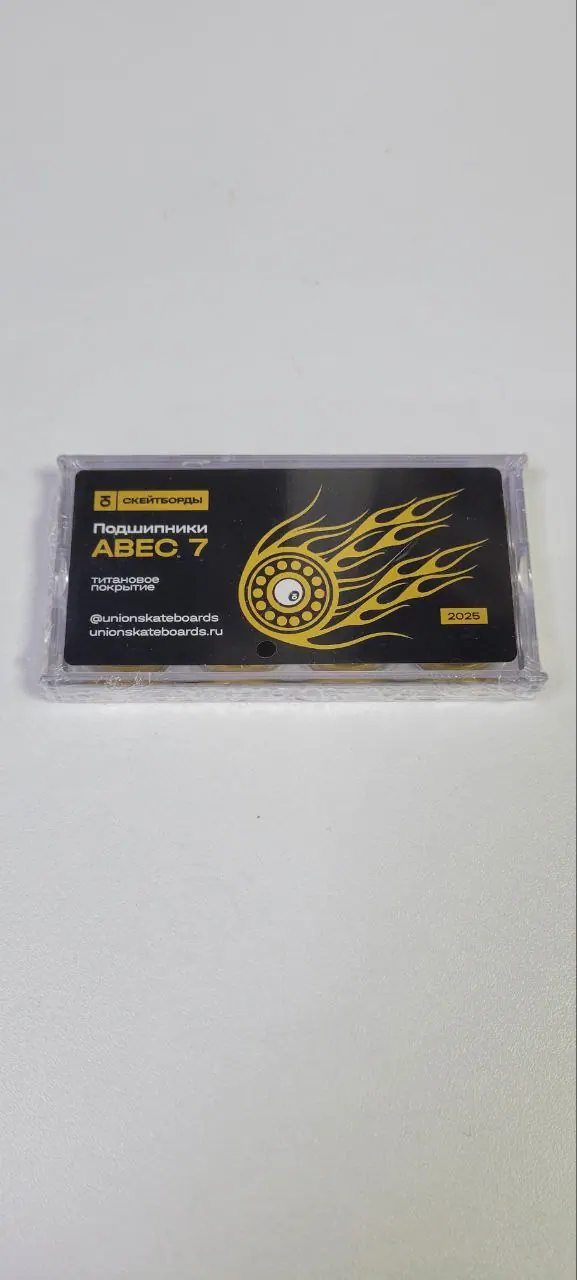 Ю СКЕЙТБОРДЫ
Подшипники
ABEC 7
титановое
покрытие
@unionskateboards
unionskateboards.ru
2025